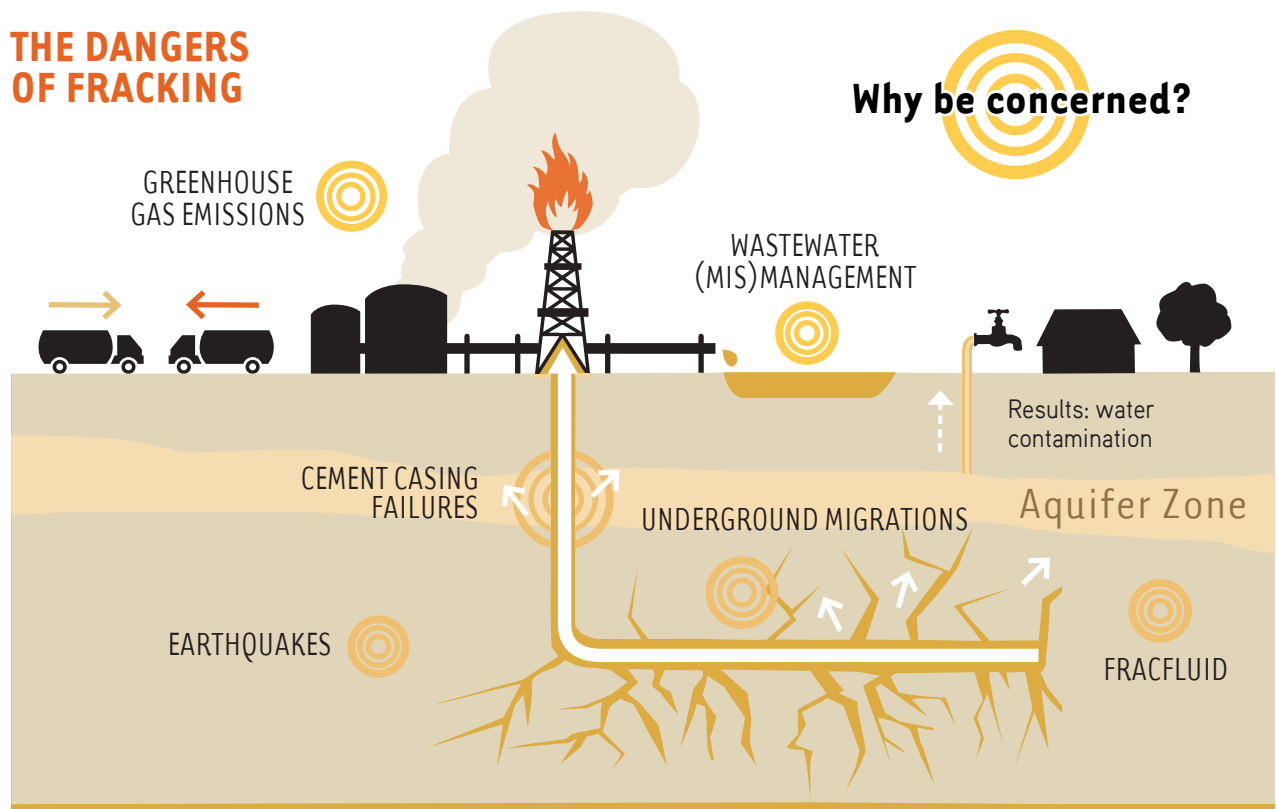 THE DANGERS
OF FRACKING
Why be concerned?
GREENHOUSE
GAS EMISSIONS
WASTEWATER
(MIS)MANAGEMENT
Results: water
contamination
CEMENT CASING
FAILURES
UNDERGROUND MIGRATIONS
Aquifer Zone
EARTHQUAKES
FRACFLUID